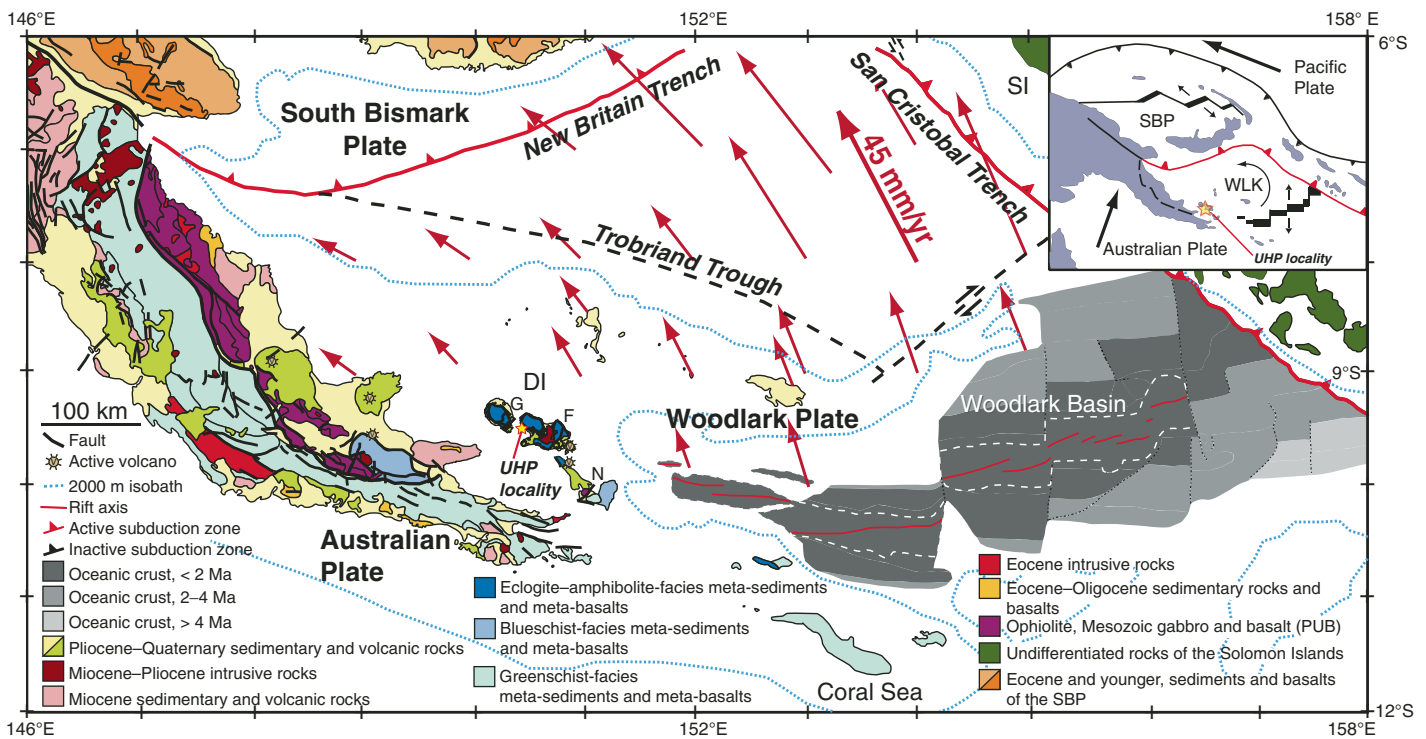 146°E
152°E
158° E
6°S
South Bismark
Plate
New Britain Trench
San Cristobal Trench
SI
45 mm/yr
Trobriand Trough
Pacific
Plate
SBP
WLK
Australian Plate
UHP locality
9°S
DI
G
F
N
UHP
locality
Woodlark Plate
Woodlark Basin
Australian
Plate
Coral Sea
100 km
Fault
Active volcano
2000 m isobath
Rift axis
Active subduction zone
Inactive subduction zone
Oceanic crust, < 2 Ma
Oceanic crust, 2–4 Ma
Oceanic crust, > 4 Ma
Pliocene–Quaternary sedimentary and volcanic rocks
Miocene–Pliocene intrusive rocks
Miocene sedimentary and volcanic rocks
Eclogite–amphibolite-facies meta-sediments
and meta-basalts
Blueschist-facies meta-sediments
and meta-basalts
Greenschist-facies
meta-sediments and meta-basalts
Eocene intrusive rocks
Eocene–Oligocene sedimentary rocks and
basalts
Ophiolite, Mesozoic gabbro and basalt (PUB)
Undifferentiated rocks of the Solomon Islands
Eocene and younger, sediments and basalts
of the SBP
12°S
146°E
152°E
158°E